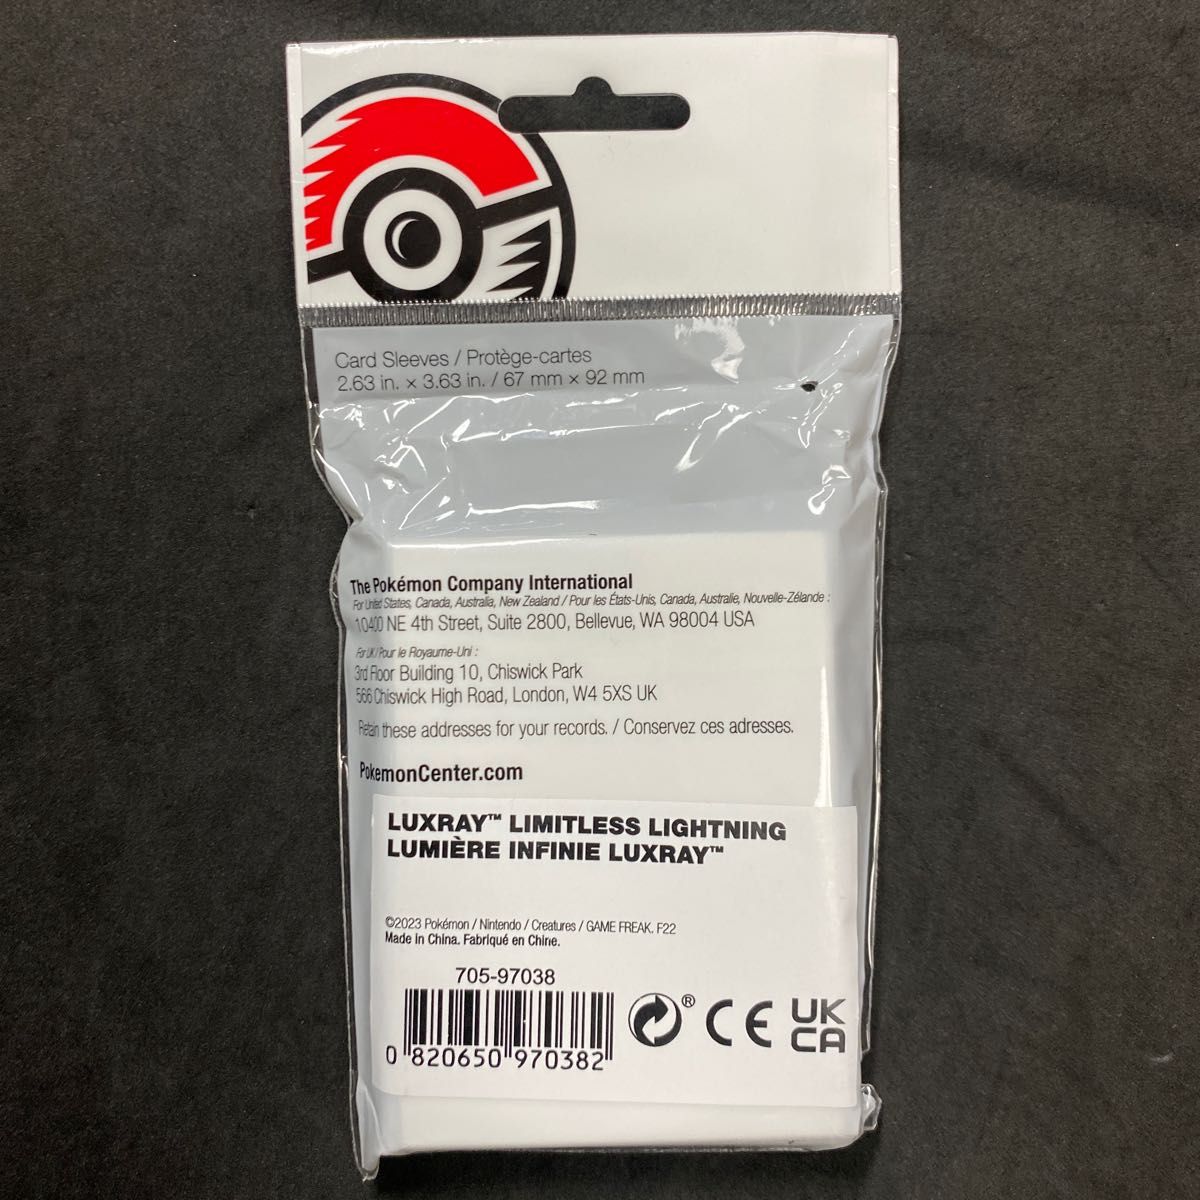 Card Sleeves / Protège-cartes
2.63 in. × 3.63 in. / 67 mm × 92 mm
The Pokémon Company International
For United States, Canada, Australia, New Zealand / Pour les États-Unis, Canada, Australie, Nouvelle-Zélande :
10400 NE 4th Street, Suite 2800, Bellevue, WA 98004 USA
For UK / Pour le Royaume-Uni :
3rd Floor Building 10, Chiswick Park
566 Chiswick High Road, London, W4 5XS UK
Retain these addresses for your records. / Conservez ces adresses.
PokemonCenter.com
LUXRAY™ LIMITLESS LIGHTNING
LUMIÈRE INFINIE LUXRAY™
©2023 Pokémon / Nintendo / Creatures / GAME FREAK. F22
Made in China. Fabriqué en Chine.
705-97038
0 820650 970382
® CE UK
CA